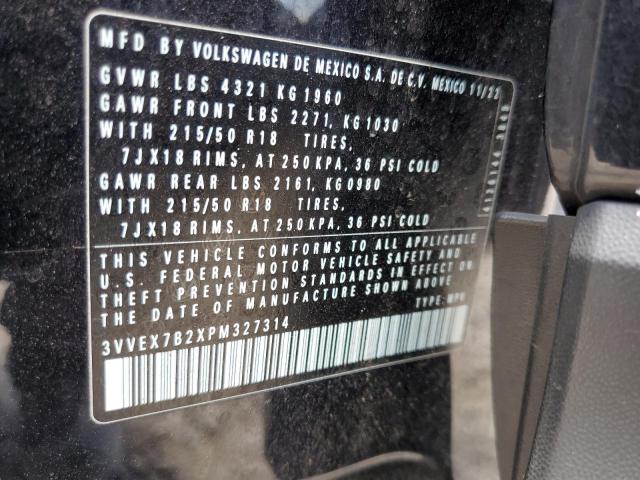 MFD BY VOLKSWAGEN DE MEXICO S.A. DE C.V. MEXICO 11/22
GVWR LBS 4321 KG 1960
GAWR FRONT LBS 2271, KG 1030
WITH 215/50 R18 TIRES,
7JX18 RIMS, AT 250 KPA, 36 PSI COLD
GAWR REAR LBS 2161, KG 0980
WITH 215/50 R18 TIRES,
7JX18 RIMS, AT 250 KPA, 36 PSI COLD
THIS VEHICLE CONFORMS TO ALL APPLICABLE
U.S. FEDERAL MOTOR VEHICLE SAFETY AND
THEFT PREVENTION STANDARDS IN EFFECT ON
THE DATE OF MANUFACTURE SHOWN ABOVE
TYPE: MPV
3VVEX7B2XPM327314